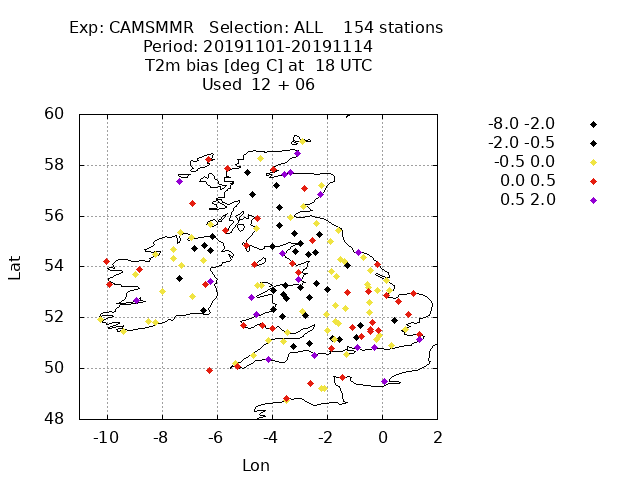 Exp: CAMSMMR Selection: ALL 154 stations
Period: 20191101-20191114
T2m bias [deg C] at 18 UTC
Used 12 + 06
-8.0 -2.0
-2.0 -0.5
-0.5 0.0
0.0 0.5
0.5 2.0
60
58
56
54
52
50
48
Lat
-10 -8 -6 -4 -2 0 2
Lon